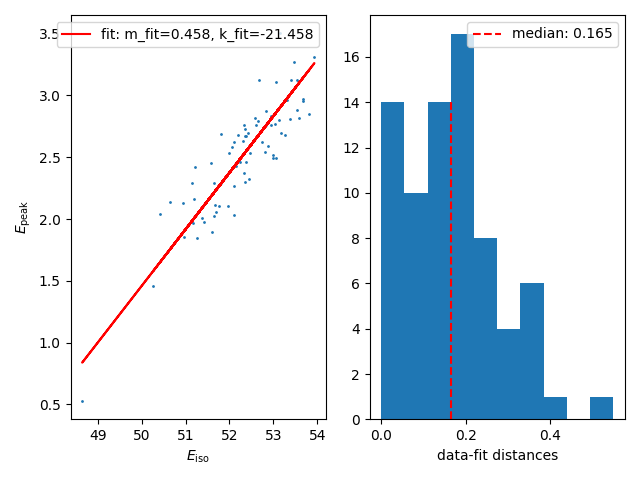 fit: m_fit=0.458, k_fit=-21.458
3.5
3.0
2.5
2.0
1.5
1.0
0.5
E_peak
49 50 51 52 53 54
E_iso
median: 0.165
16
14
12
10
8
6
4
2
0
0.0 0.2 0.4
data-fit distances